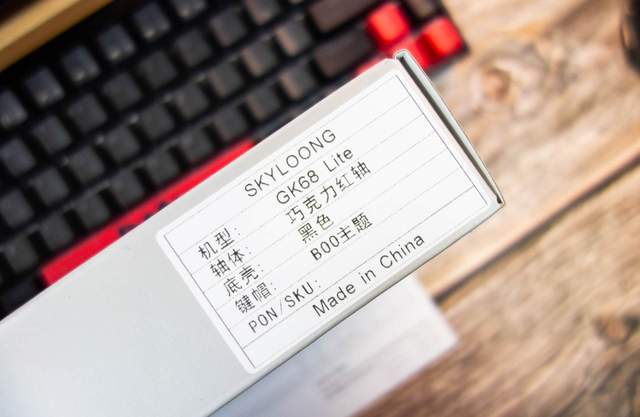 SKYLOONG
机型: GK68 Lite
轴体: 巧克力红轴
底壳: 黑色
键帽: B00主题
PON/SKU:
Made in China